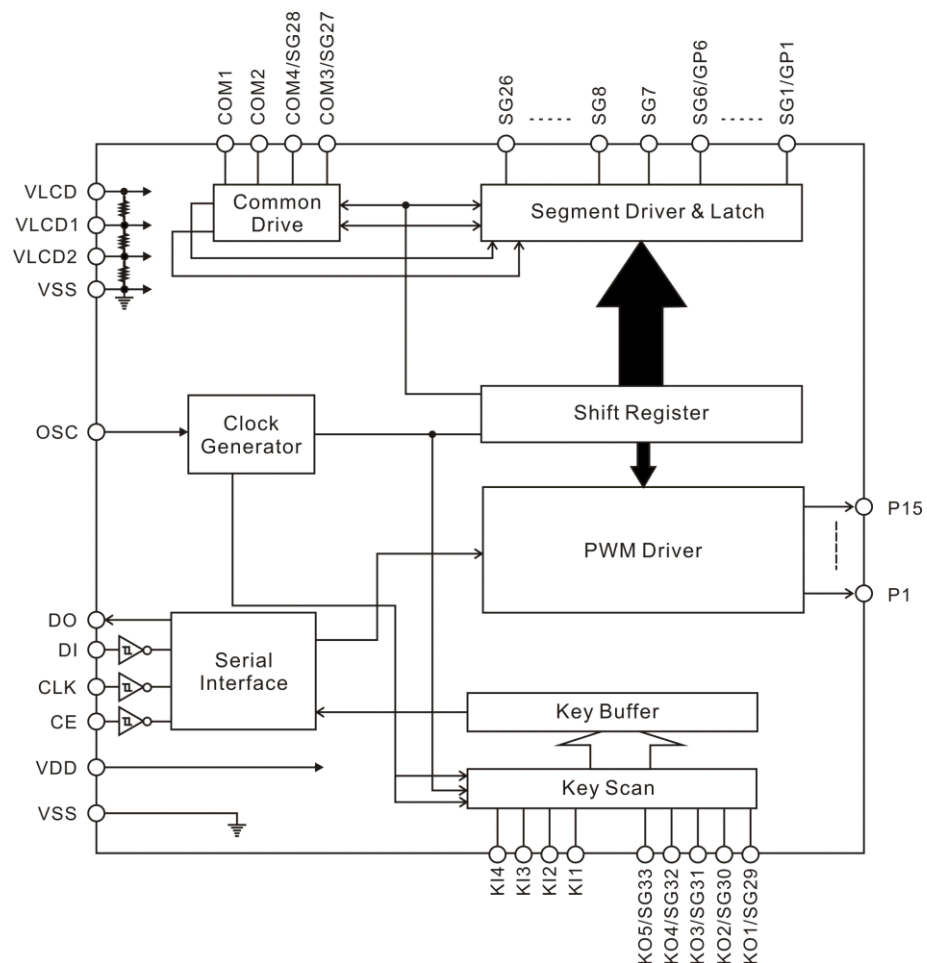 COM1
COM2
COM4/SG28
COM3/SG27
SG26
SG8
SG7
SG6/GP6
SG1/GP1
VLCD
VLCD1
VLCD2
VSS
Common
Drive
Segment Driver & Latch
Shift Register
OSC
Clock
Generator
PWM Driver
P15
P1
DO
DI
CLK
CE
VDD
VSS
Serial
Interface
Key Buffer
Key Scan
KI4
KI3
KI2
KI1
KO5/SG33
KO4/SG32
KO3/SG31
KO2/SG30
KO1/SG29